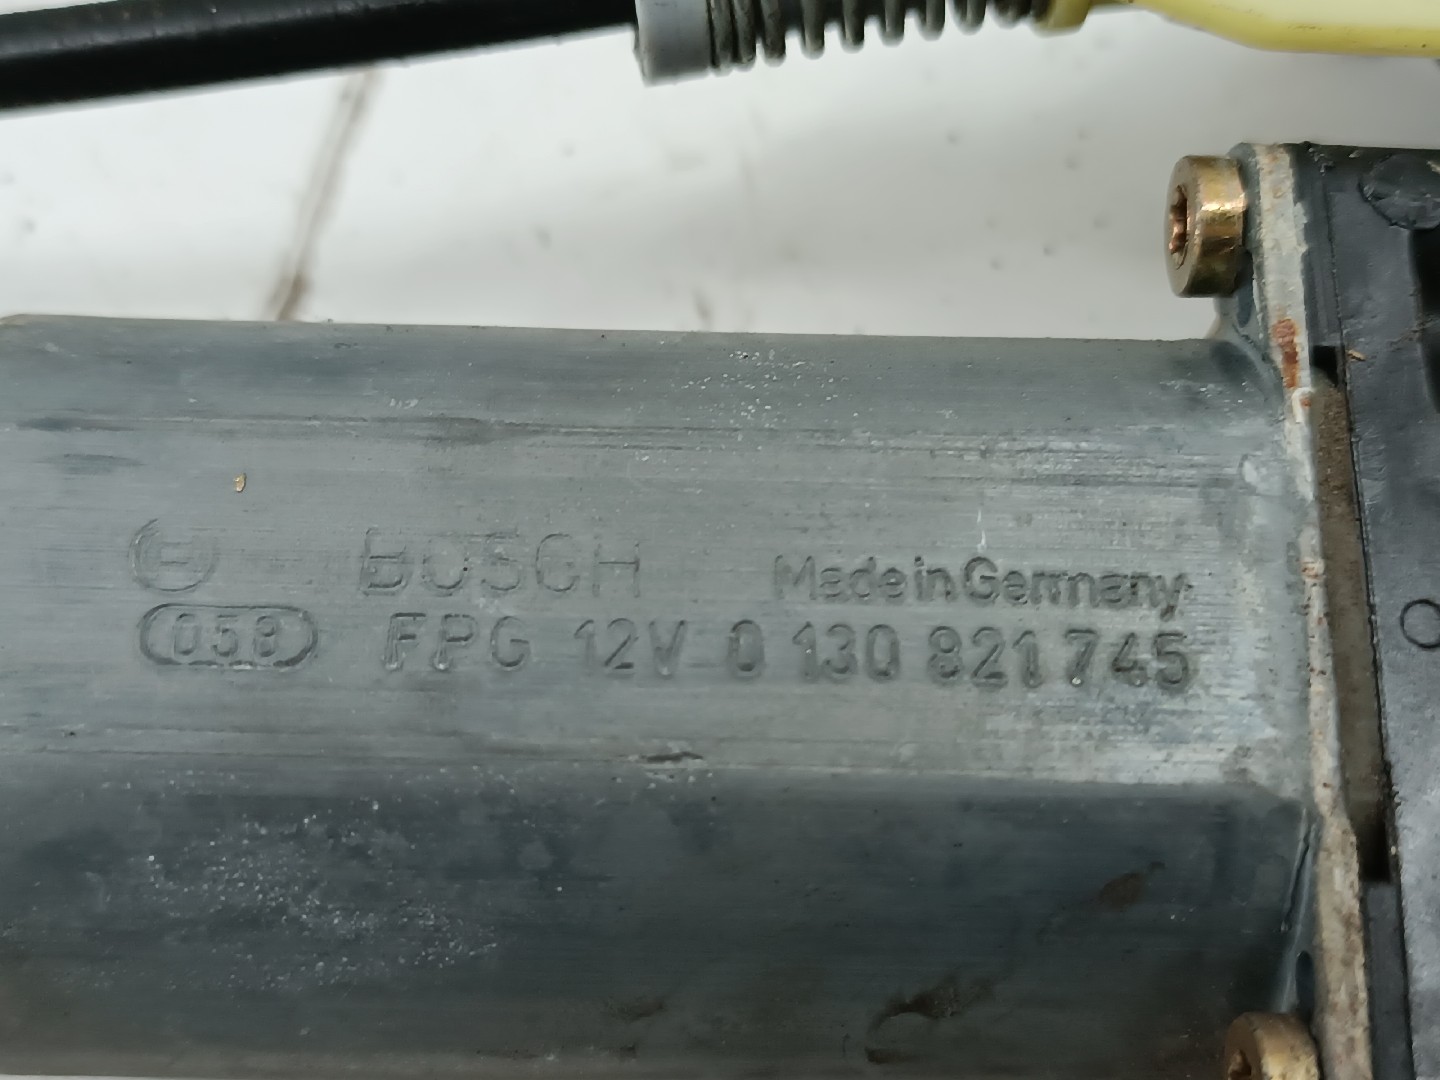 BOSCH Made in Germany
058 FPG 12V 0 130 821 745